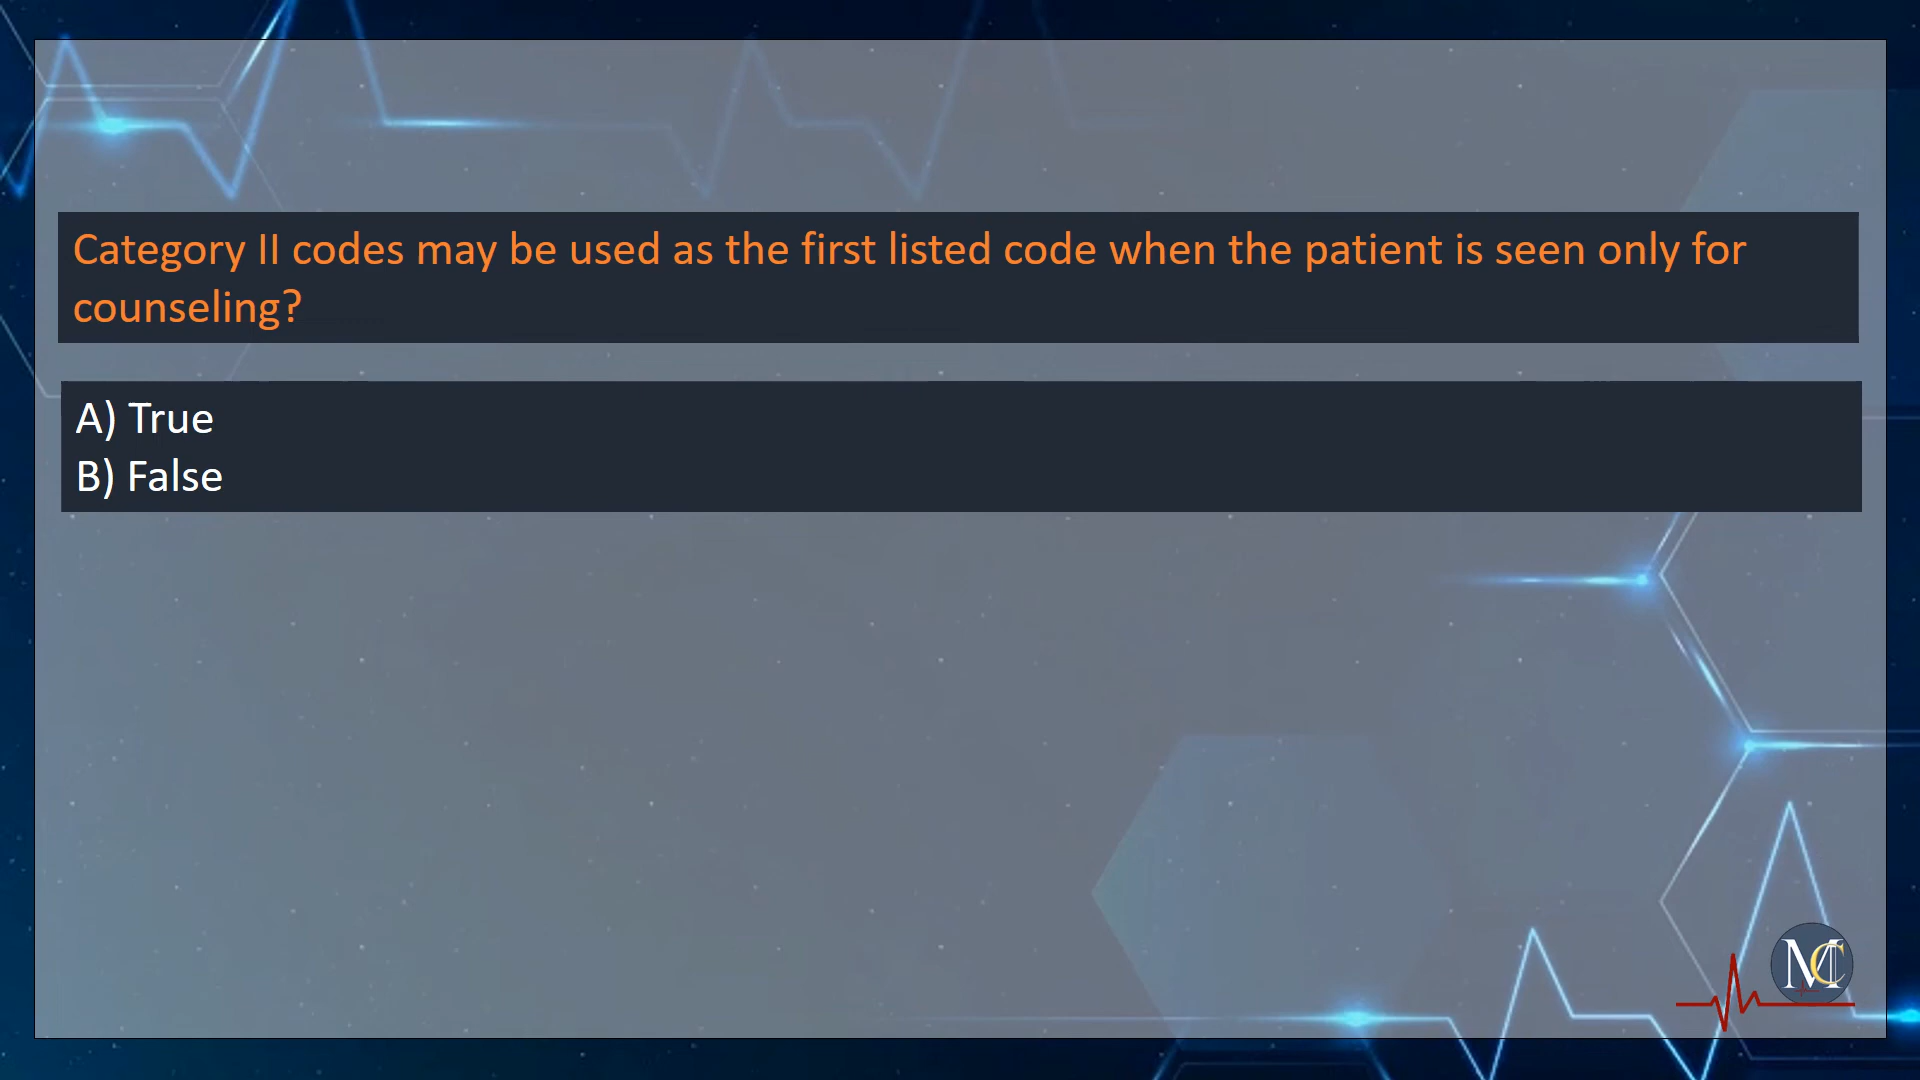 Category II codes may be used as the first listed code when the patient is seen only for
counseling?
A) True
B) False
MC